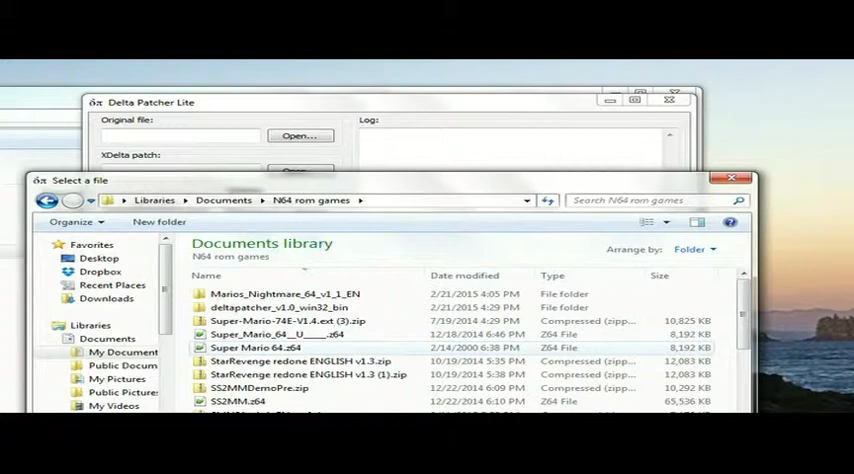 Delta Patcher Lite
Original file: Open... Log:
XDelta patch:
Select a file
Libraries Documents N64 rom games Search N64 rom games
Organize New folder
Favorites
Desktop
Dropbox
Recent Places
Downloads
Libraries
Documents
My Document
Public Docum
My Pictures
Public Pictures
My Videos
Documents library
N64 rom games
Arrange by: Folder
Name Date modified Type Size
Marios_Nightmare_64_v1_1_EN 2/21/2015 4:05 PM File folder
deltapatcher_v1.0_win32_bin 2/21/2015 4:29 PM File folder
Super-Mario-74E-V1.4.ext (3).zip 7/19/2014 4:29 PM Compressed (zipp... 10,825 KB
12/18/2014 6:46 PM Z64 File 8,192 KB
Super Mario 64.z64 2/14/2000 6:38 PM Z64 File 8,192 KB
StarRevenge redone ENGLISH v1.3.zip 10/19/2014 5:35 PM Compressed (zipp... 12,083 KB
StarRevenge redone ENGLISH v1.3 (1).zip 10/19/2014 5:38 PM Compressed (zipp... 12,083 KB
SS2MMDemoPre.zip 12/22/2014 6:09 PM Compressed (zipp... 10,292 KB
SS2MM.z64 12/22/2014 6:10 PM Z64 File 65,536 KB